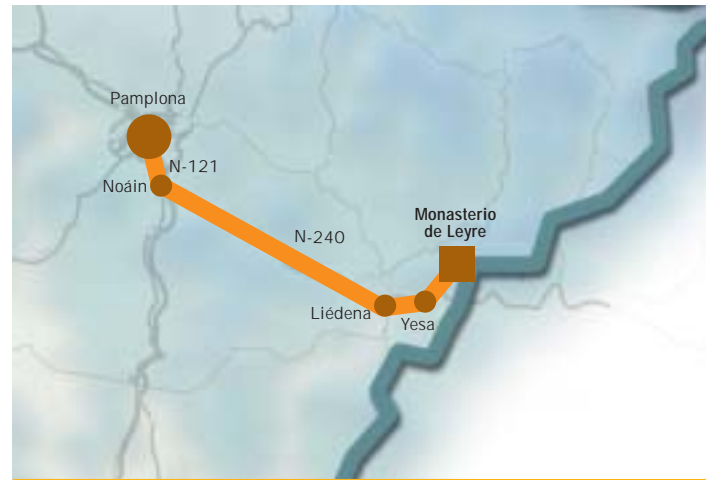 Pamplona
N-121
Noáin
Monasterio
de Leyre
N-240
Liédena
Yesa